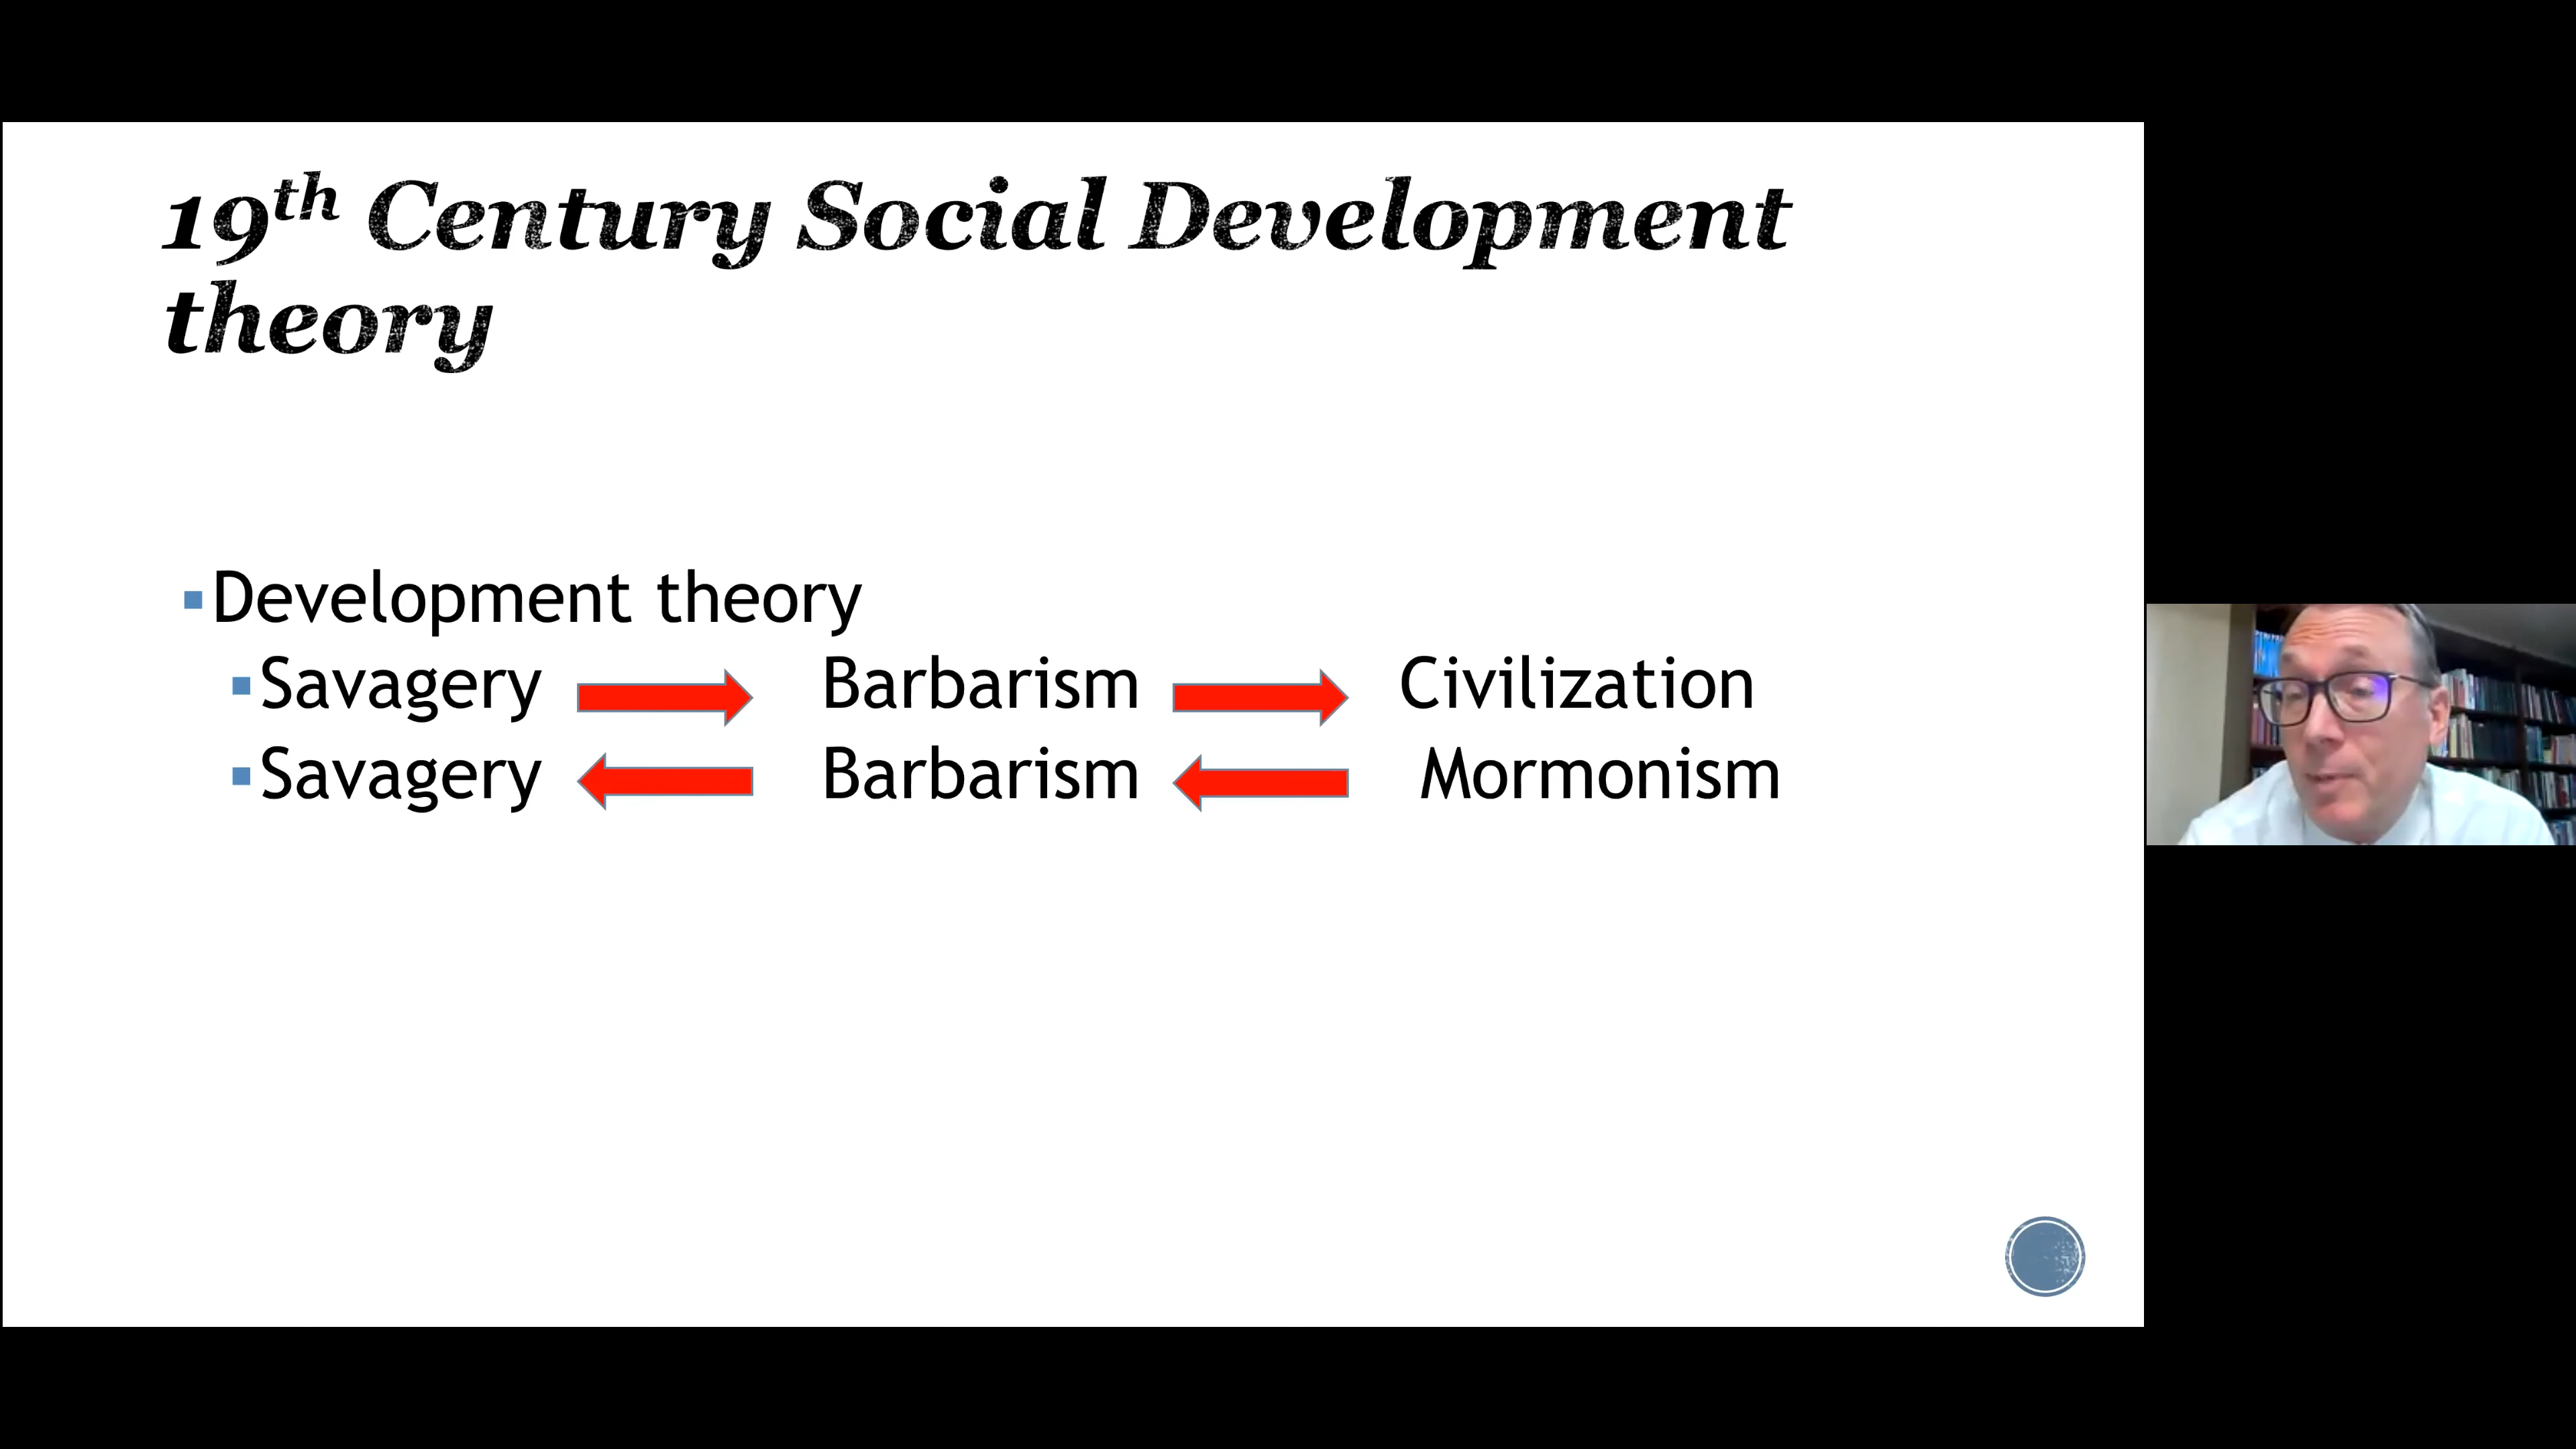 19th Century Social Development
theory
Development theory
Savagery Barbarism Civilization
Savagery Barbarism Mormonism